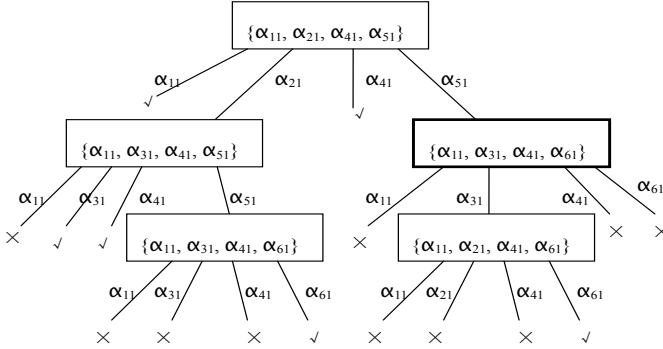 {α₁₁, α₂₁, α₄₁, α₅₁}
α₁₁ α₂₁ α₄₁ α₅₁
√ √
{α₁₁, α₃₁, α₄₁, α₅₁} {α₁₁, α₃₁, α₄₁, α₆₁}
α₁₁ α₃₁ α₄₁ α₅₁ α₁₁ α₃₁ α₄₁ α₆₁
× √ √ × × ×
{α₁₁, α₃₁, α₄₁, α₆₁} {α₁₁, α₂₁, α₄₁, α₆₁}
α₁₁ α₃₁ α₄₁ α₆₁ α₁₁ α₂₁ α₄₁ α₆₁
× × × √ × × × √